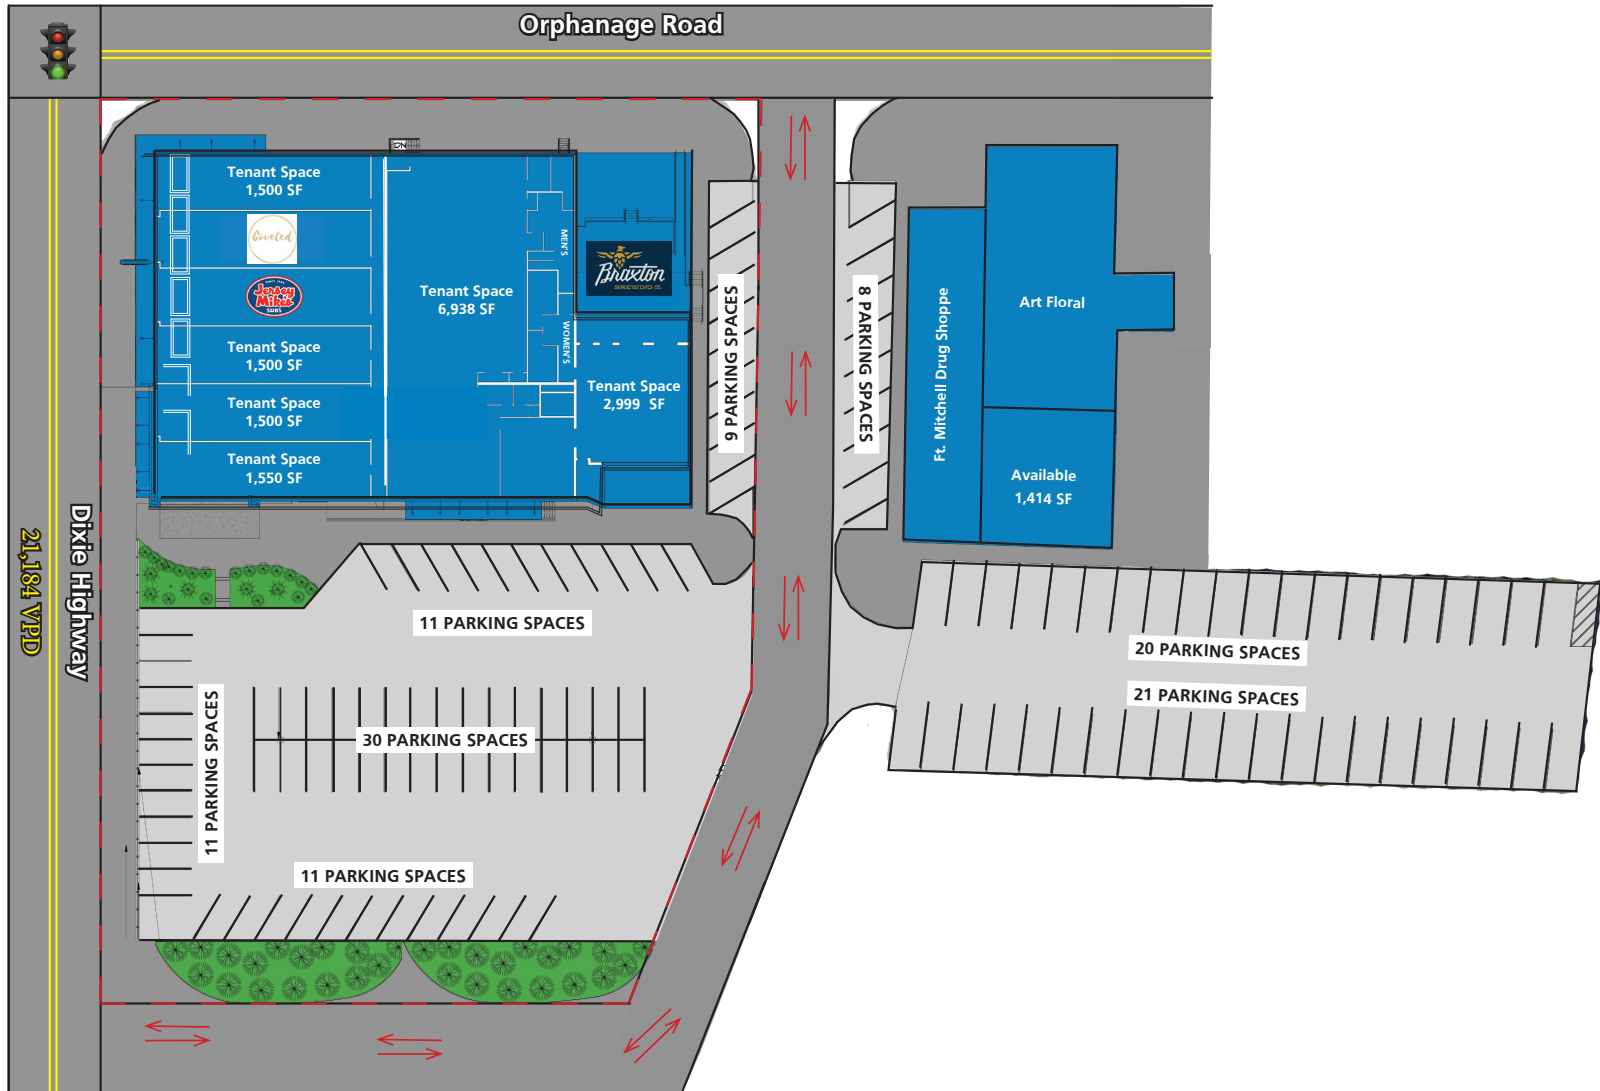 Orphanage Road
DN
Tenant Space
1,500 SF
Coveted
SINCE 1956
Jersey
Mike's
SUBS
Tenant Space
1,500 SF
Tenant Space
1,500 SF
Tenant Space
1,550 SF
Tenant Space
6,938 SF
MEN'S
WOMEN'S
Braxton
BREWING CO.
Tenant Space
2,999 SF
9 PARKING SPACES
8 PARKING SPACES
Ft. Mitchell Drug Shoppe
Art Floral
Available
1,414 SF
Dixie Highway
21,184 VPD
11 PARKING SPACES
11 PARKING SPACES
30 PARKING SPACES
11 PARKING SPACES
20 PARKING SPACES
21 PARKING SPACES